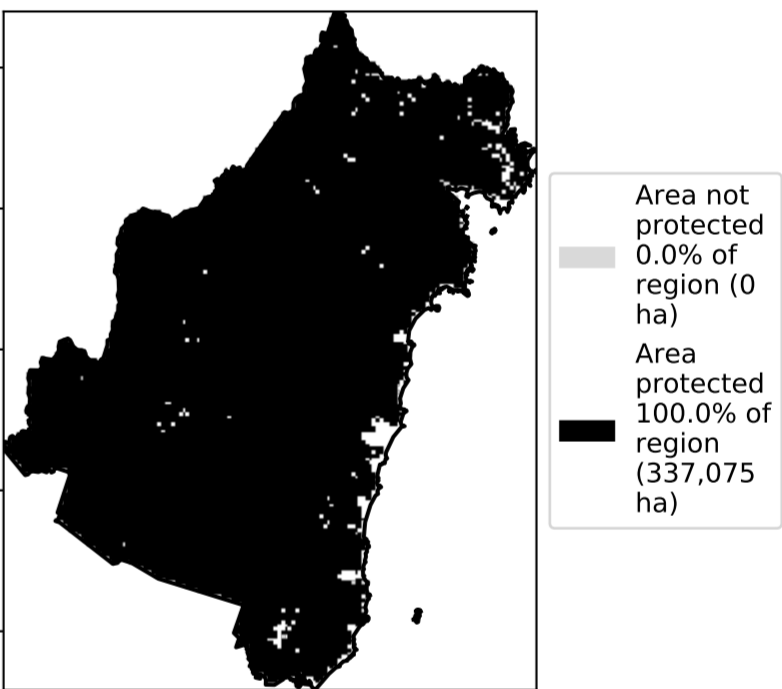 Area not
protected
0.0% of
region (0
ha)
Area
protected
100.0% of
region
(337,075
ha)